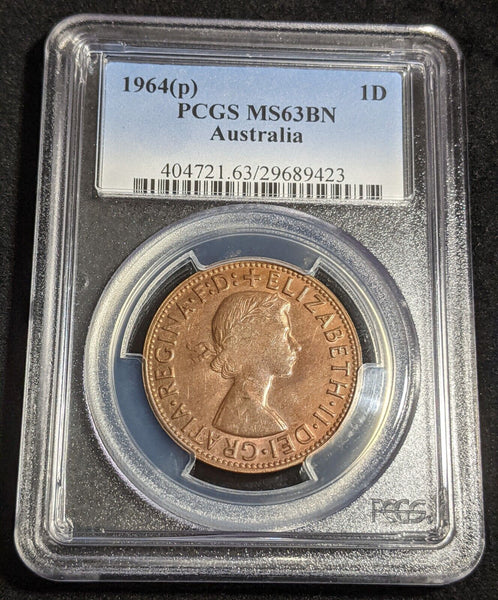 1964(p) 1D
PCGS MS63BN
Australia
404721.63/29689423
+ELIZABETH·II·DEI·GRATIA·REGINA·F:D:
PCGS